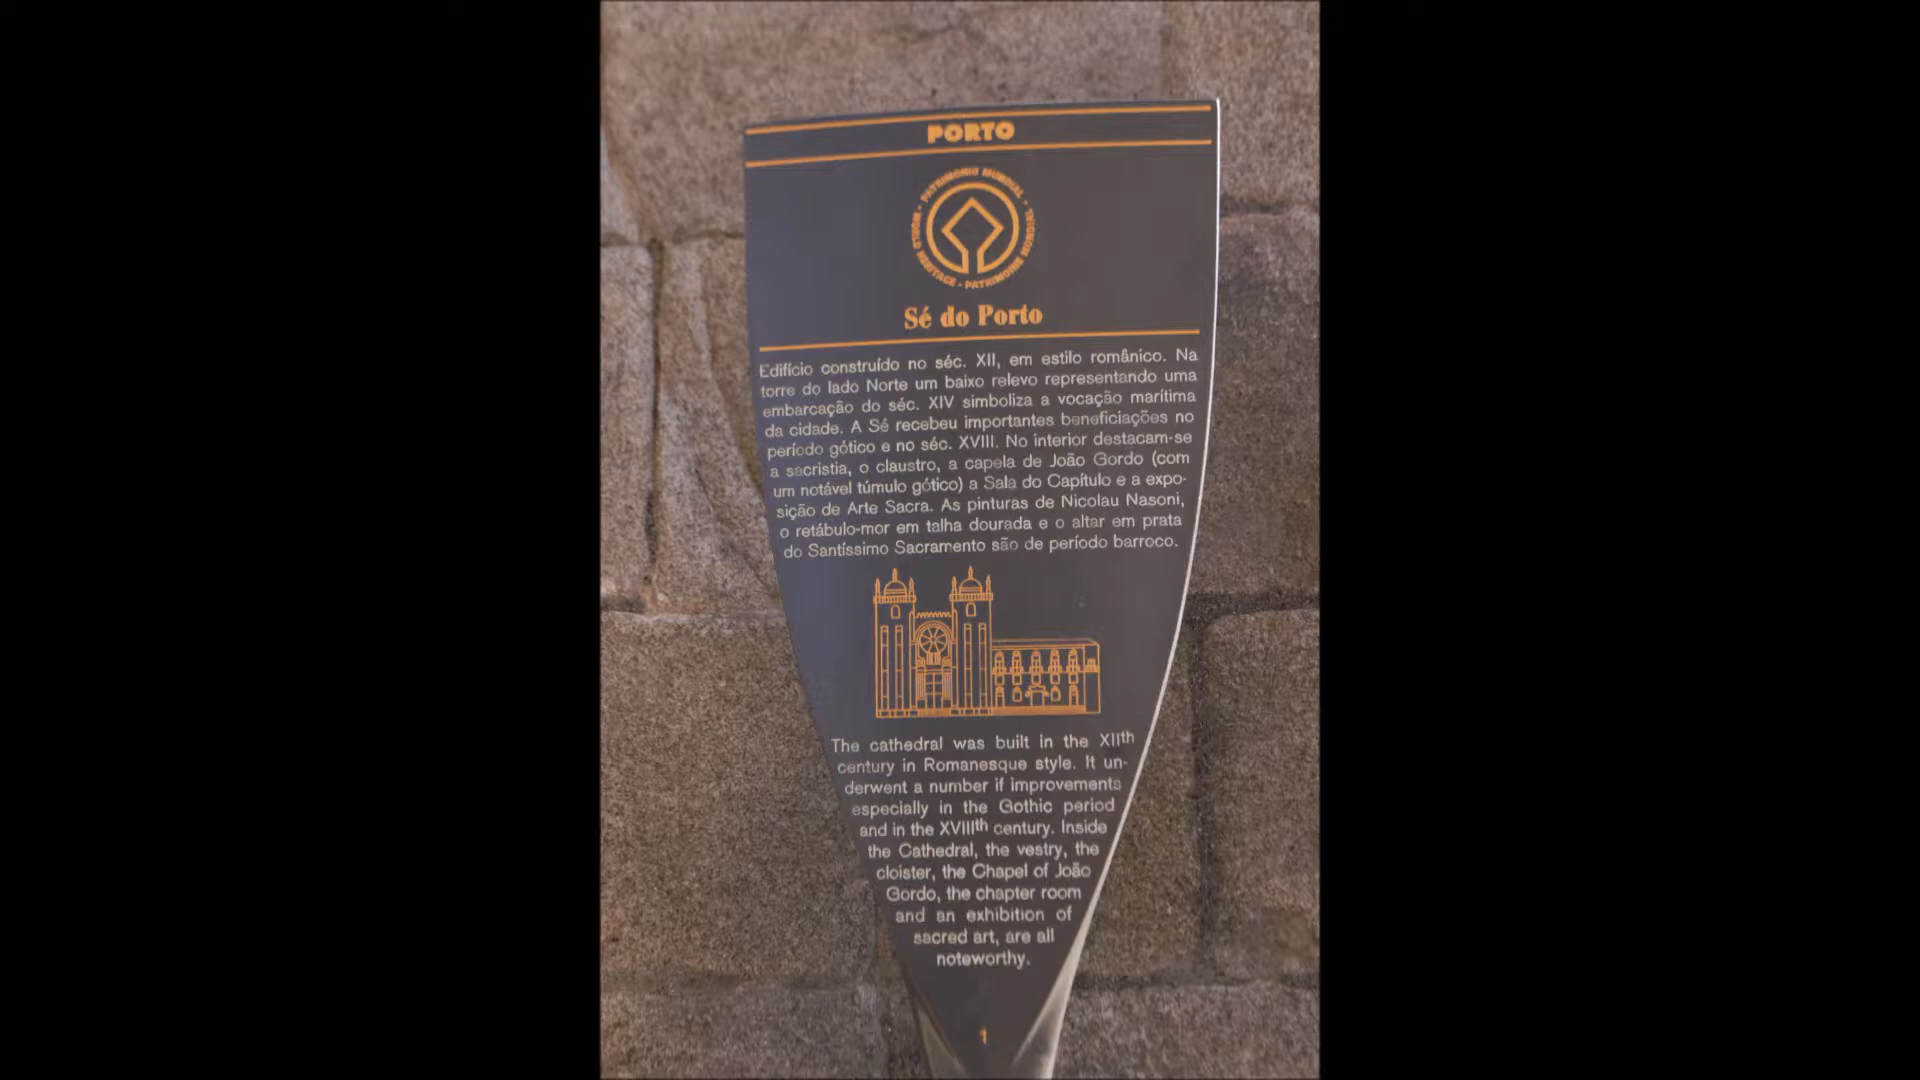 PORTO
PATRIMONIO MUNDIAL • WORLD HERITAGE • PATRIMOINE MONDIAL •
Sé do Porto
Edifício construído no séc. XII, em estilo românico. Na
torre do lado Norte um baixo relevo representando uma
embarcação do séc. XIV simboliza a vocação marítima
da cidade. A Sé recebeu importantes beneficiações no
período gótico e no séc. XVIII. No interior destacam-se
a sacristia, o claustro, a capela de João Gordo (com
um notável túmulo gótico) a Sala do Capítulo e a expo-
sição de Arte Sacra. As pinturas de Nicolau Nasoni,
o retábulo-mor em talha dourada e o altar em prata
do Santíssimo Sacramento são de período barroco.
The cathedral was built in the XIIth
century in Romanesque style. It un-
derwent a number if improvements
especially in the Gothic period
and in the XVIIIth century. Inside
the Cathedral, the vestry, the
cloister, the Chapel of João
Gordo, the chapter room
and an exhibition of
sacred art, are all
noteworthy.
1